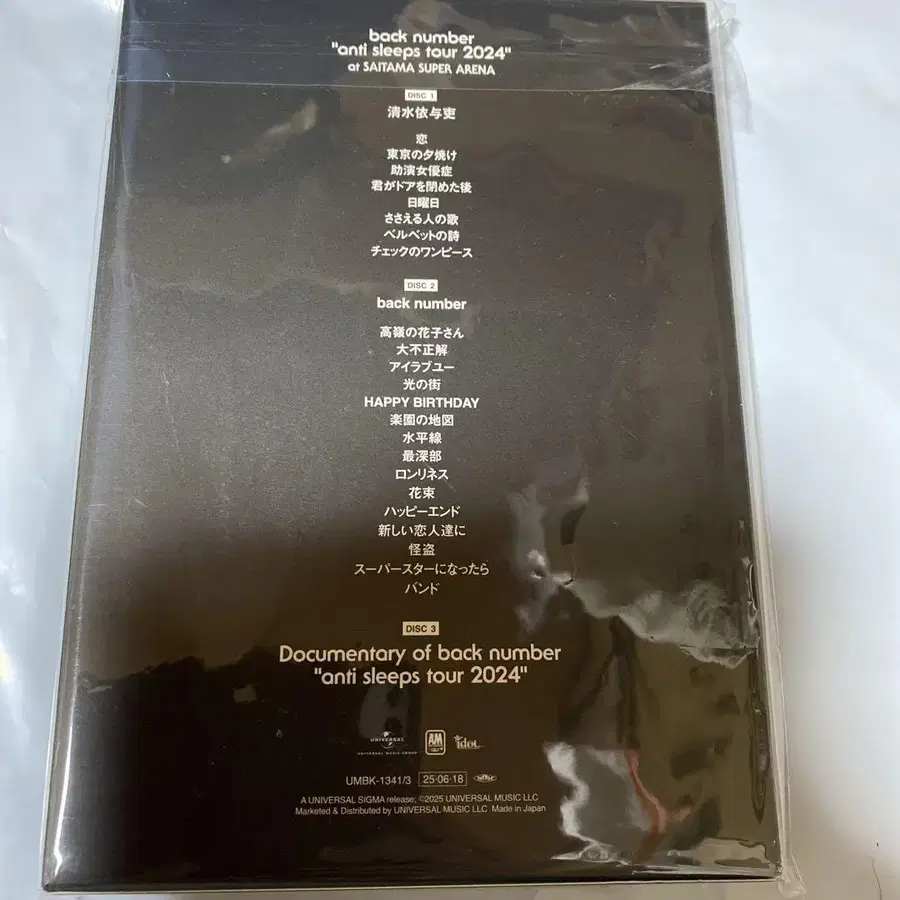 back number
"anti sleeps tour 2024"
at SAITAMA SUPER ARENA
DISC 1
清水依与吏
恋
東京の夕焼け
助演女優症
君がドアを閉めた後
日曜日
ささえる人の歌
ベルベットの詩
チェックのワンピース
DISC 2
back number
高嶺の花子さん
大不正解
アイラブユー
光の街
HAPPY BIRTHDAY
楽園の地図
水平線
最深部
ロンリネス
花束
ハッピーエンド
新しい恋人達に
怪盗
スーパースターになったら
バンド
DISC 3
Documentary of back number
"anti sleeps tour 2024"
UNIVERSAL
UNIVERSAL MUSIC GROUP
AM
idol
UMBK-1341/3 25·06·18
A UNIVERSAL SIGMA release; ©2025 UNIVERSAL MUSIC LLC
Marketed & Distributed by UNIVERSAL MUSIC LLC Made in Japan